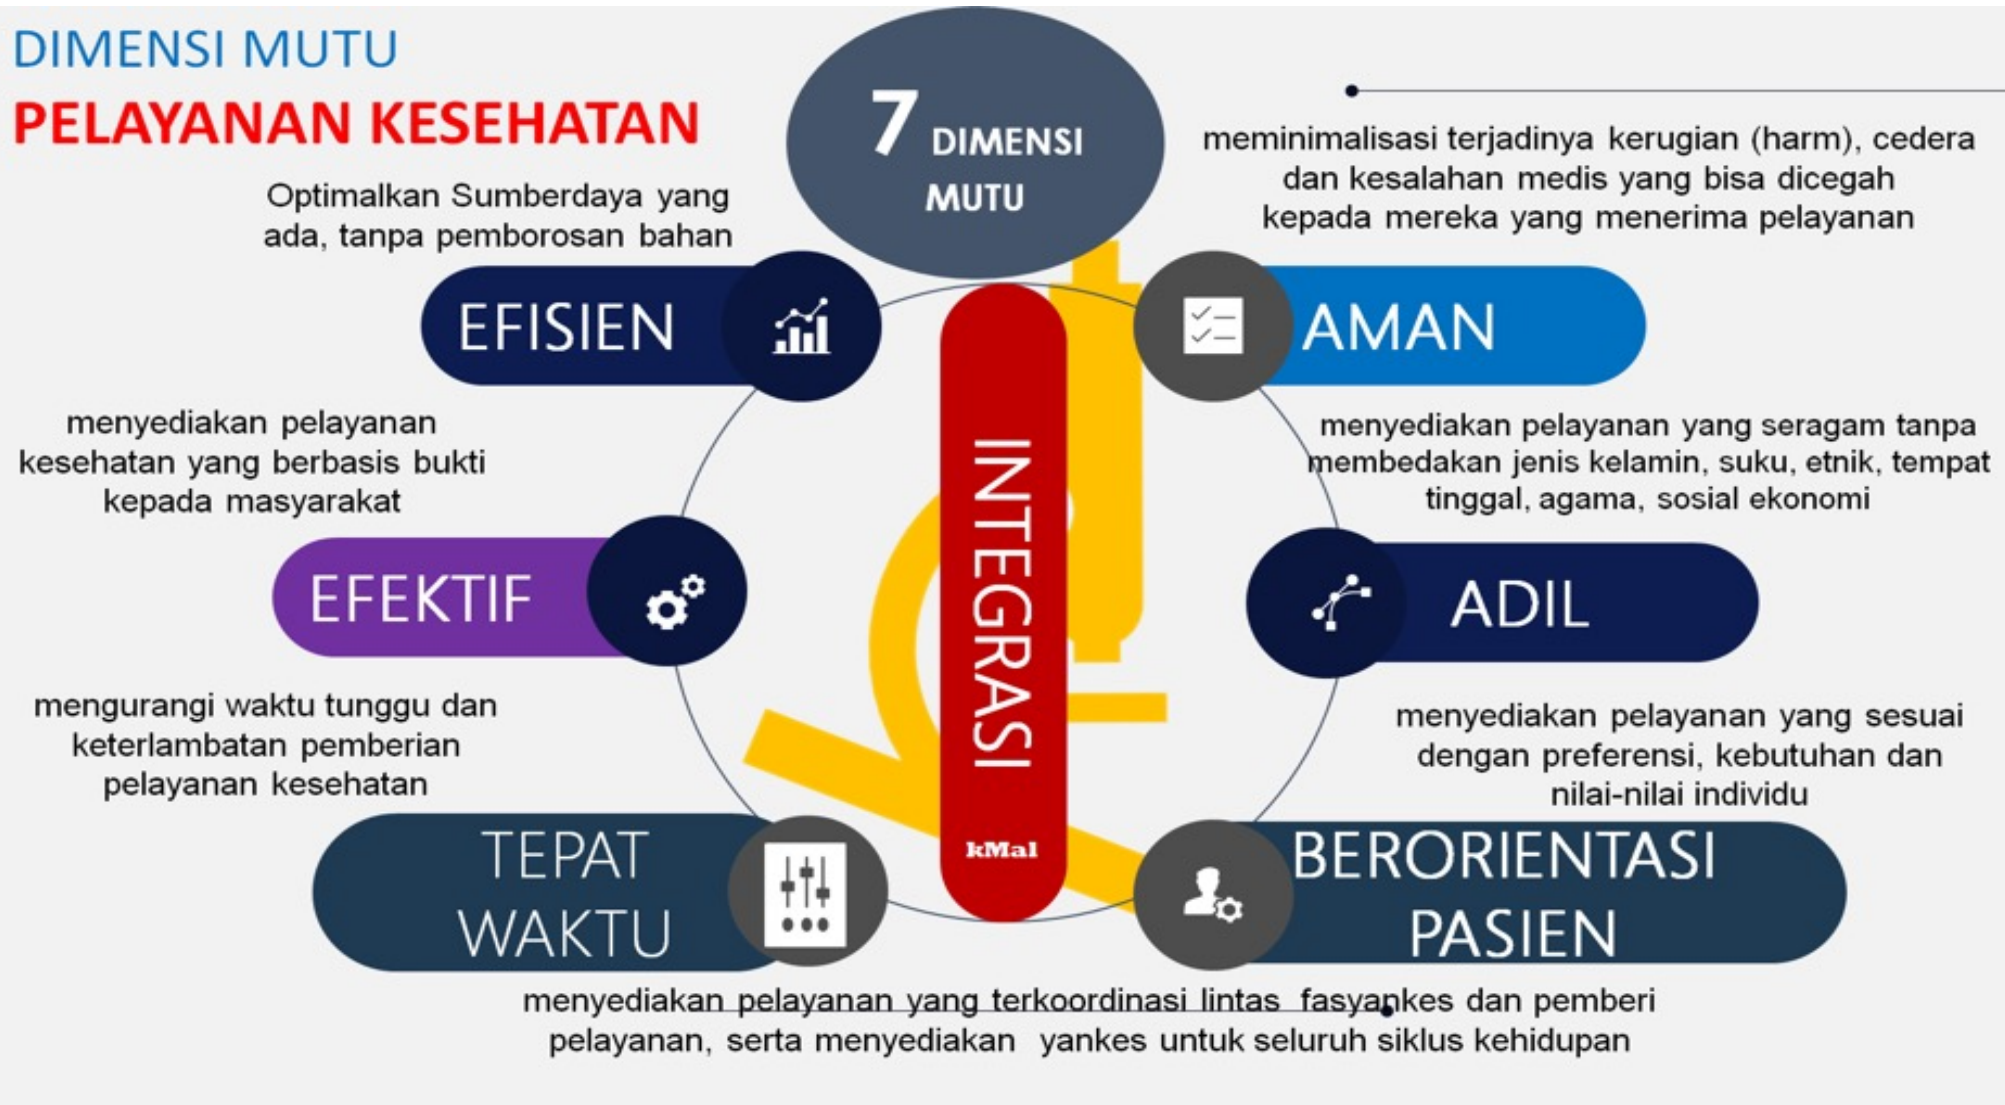 DIMENSI MUTU
PELAYANAN KESEHATAN
7 DIMENSI
MUTU
Optimalkan Sumberdaya yang
ada, tanpa pemborosan bahan
EFISIEN
menyediakan pelayanan
kesehatan yang berbasis bukti
kepada masyarakat
EFEKTIF
mengurangi waktu tunggu dan
keterlambatan pemberian
pelayanan kesehatan
TEPAT
WAKTU
INTEGRASI
kMal
meminimalisasi terjadinya kerugian (harm), cedera
dan kesalahan medis yang bisa dicegah
kepada mereka yang menerima pelayanan
AMAN
menyediakan pelayanan yang seragam tanpa
membedakan jenis kelamin, suku, etnik, tempat
tinggal, agama, sosial ekonomi
ADIL
menyediakan pelayanan yang sesuai
dengan preferensi, kebutuhan dan
nilai-nilai individu
BERORIENTASI
PASIEN
menyediakan pelayanan yang terkoordinasi lintas fasyankes dan pemberi
pelayanan, serta menyediakan yankes untuk seluruh siklus kehidupan